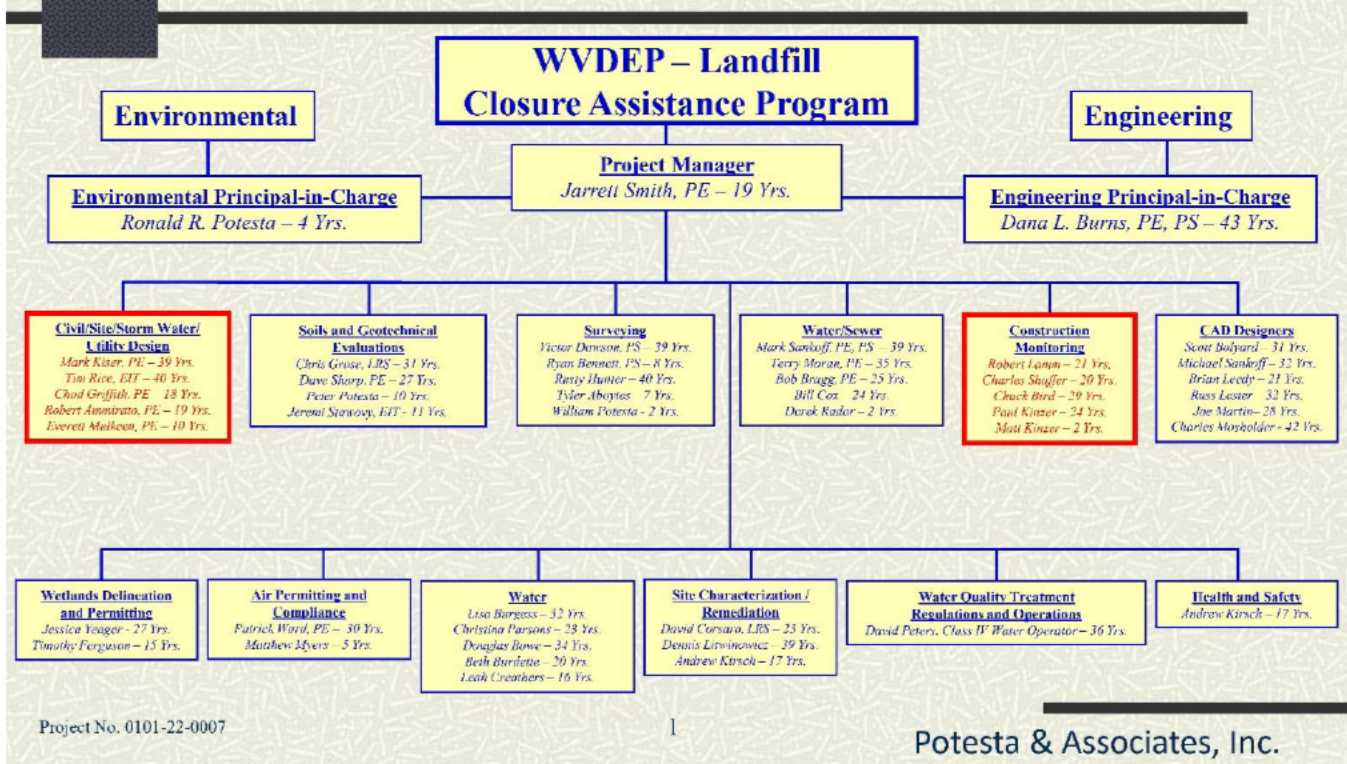 WVDEP – Landfill
Closure Assistance Program
Environmental
Engineering
Project Manager
Jarrett Smith, PE – 19 Yrs.
Environmental Principal-in-Charge
Ronald R. Potesta – 4 Yrs.
Engineering Principal-in-Charge
Dana L. Burns, PE, PS – 43 Yrs.
Civil/Site/Storm Water/
Utility Design
Mark Kiser, PE – 39 Yrs.
Tim Rice, EIT – 40 Yrs.
Chad Griffith, PE – 18 Yrs.
Robert Ammirato, PE – 19 Yrs.
Everett Mulkeen, PE – 10 Yrs.
Soils and Geotechnical
Evaluations
Chris Grose, LRS – 31 Yrs.
Dave Sharp, PE – 27 Yrs.
Peter Potesta – 10 Yrs.
Jeremi Stawovy, EIT - 11 Yrs.
Surveying
Victor Dawson, PS – 39 Yrs.
Ryan Bennett, PS – 8 Yrs.
Rusty Hunter – 40 Yrs.
Tyler Aboytes – 7 Yrs.
William Potesta - 2 Yrs.
Water/Sewer
Mark Sankoff, PE, PS – 39 Yrs.
Terry Moran, PE – 35 Yrs.
Bob Bragg, PE – 25 Yrs.
Bill Cox – 24 Yrs.
Derek Radar – 2 Yrs.
Construction
Monitoring
Robert Lamm – 21 Yrs.
Charles Shaffer – 20 Yrs.
Chuck Bird – 29 Yrs.
Paul Kinzer – 24 Yrs.
Matt Kinzer – 2 Yrs.
CAD Designers
Scott Bolyard – 31 Yrs.
Michael Sankoff – 32 Yrs.
Brian Leedy – 21 Yrs.
Russ Lester – 32 Yrs.
Joe Martin– 28 Yrs.
Charles Mosholder - 42 Yrs.
Wetlands Delineation
and Permitting
Jessica Yeager - 27 Yrs.
Timothy Ferguson – 15 Yrs.
Air Permitting and
Compliance
Patrick Ward, PE – 30 Yrs.
Matthew Myers – 5 Yrs.
Water
Lisa Burgess – 32 Yrs.
Christina Parsons – 23 Yrs.
Douglas Bowe – 34 Yrs.
Beth Burdette – 20 Yrs.
Leah Creathers – 16 Yrs.
Site Characterization /
Remediation
David Corsaro, LRS – 23 Yrs.
Dennis Litwinowicz – 39 Yrs.
Andrew Kirsch – 17 Yrs.
Water Quality Treatment
Regulations and Operations
David Peters, Class IV Water Operator – 36 Yrs.
Health and Safety
Andrew Kirsch – 17 Yrs.
Project No. 0101-22-0007
1
Potesta & Associates, Inc.